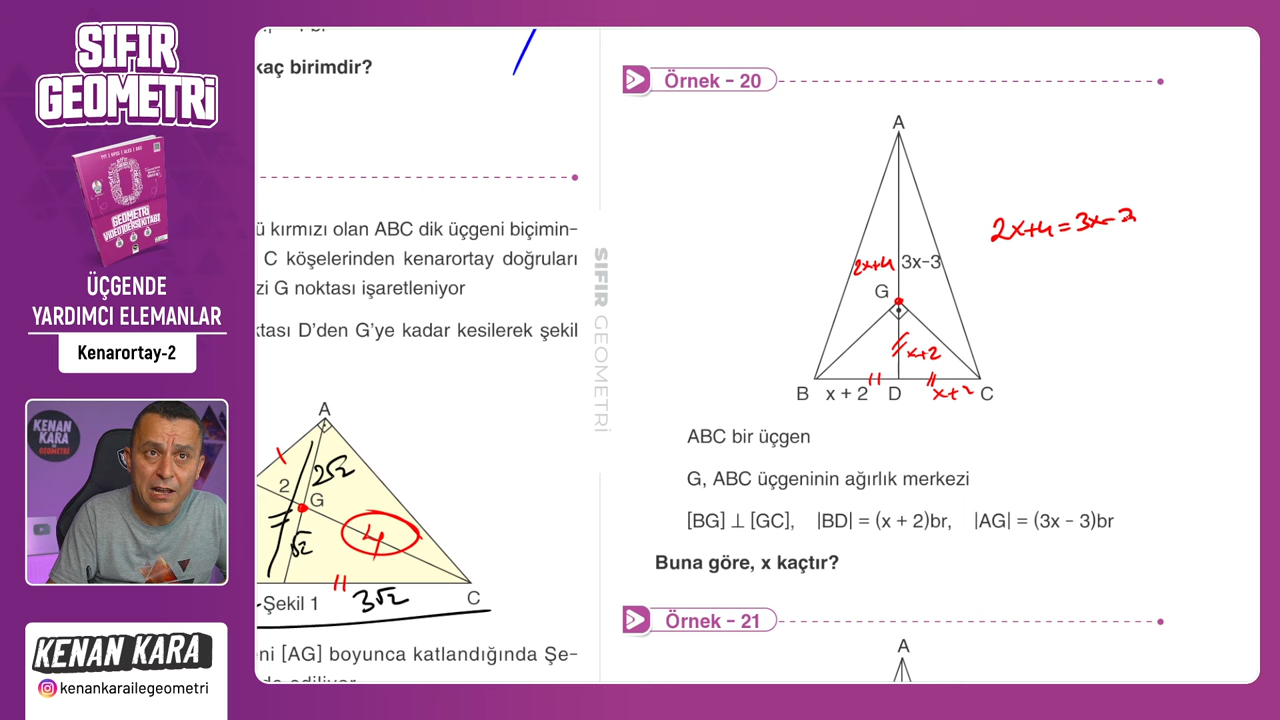 SIFIR
GEOMETRİ
GEOMETRİ
VİDEO DERS KİTABI
ÜÇGENDE
YARDIMCI ELEMANLAR
Kenarortay-2
KENAN
KARA
GEOMETRİ
KENAN KARA
kenankarailegeometri
kaç birimdir?
ü kırmızı olan ABC dik üçgeni biçimin-
C köşelerinden kenarortay doğruları
zi G noktası işaretleniyor
ktası D'den G'ye kadar kesilerek şekil
A
2√2
2
G
√2
4
Şekil 1
3√2
C
ni [AG] boyunca katlandığında Şe-
SIFIR GEOMETRİ
Örnek - 20
A
2x+4=3x-3
2x+4
3x-3
G
x+2
B
x + 2
D
x+2
C
ABC bir üçgen
G, ABC üçgeninin ağırlık merkezi
[BG] ⊥ [GC], |BD| = (x + 2)br, |AG| = (3x - 3)br
Buna göre, x kaçtır?
Örnek - 21
A